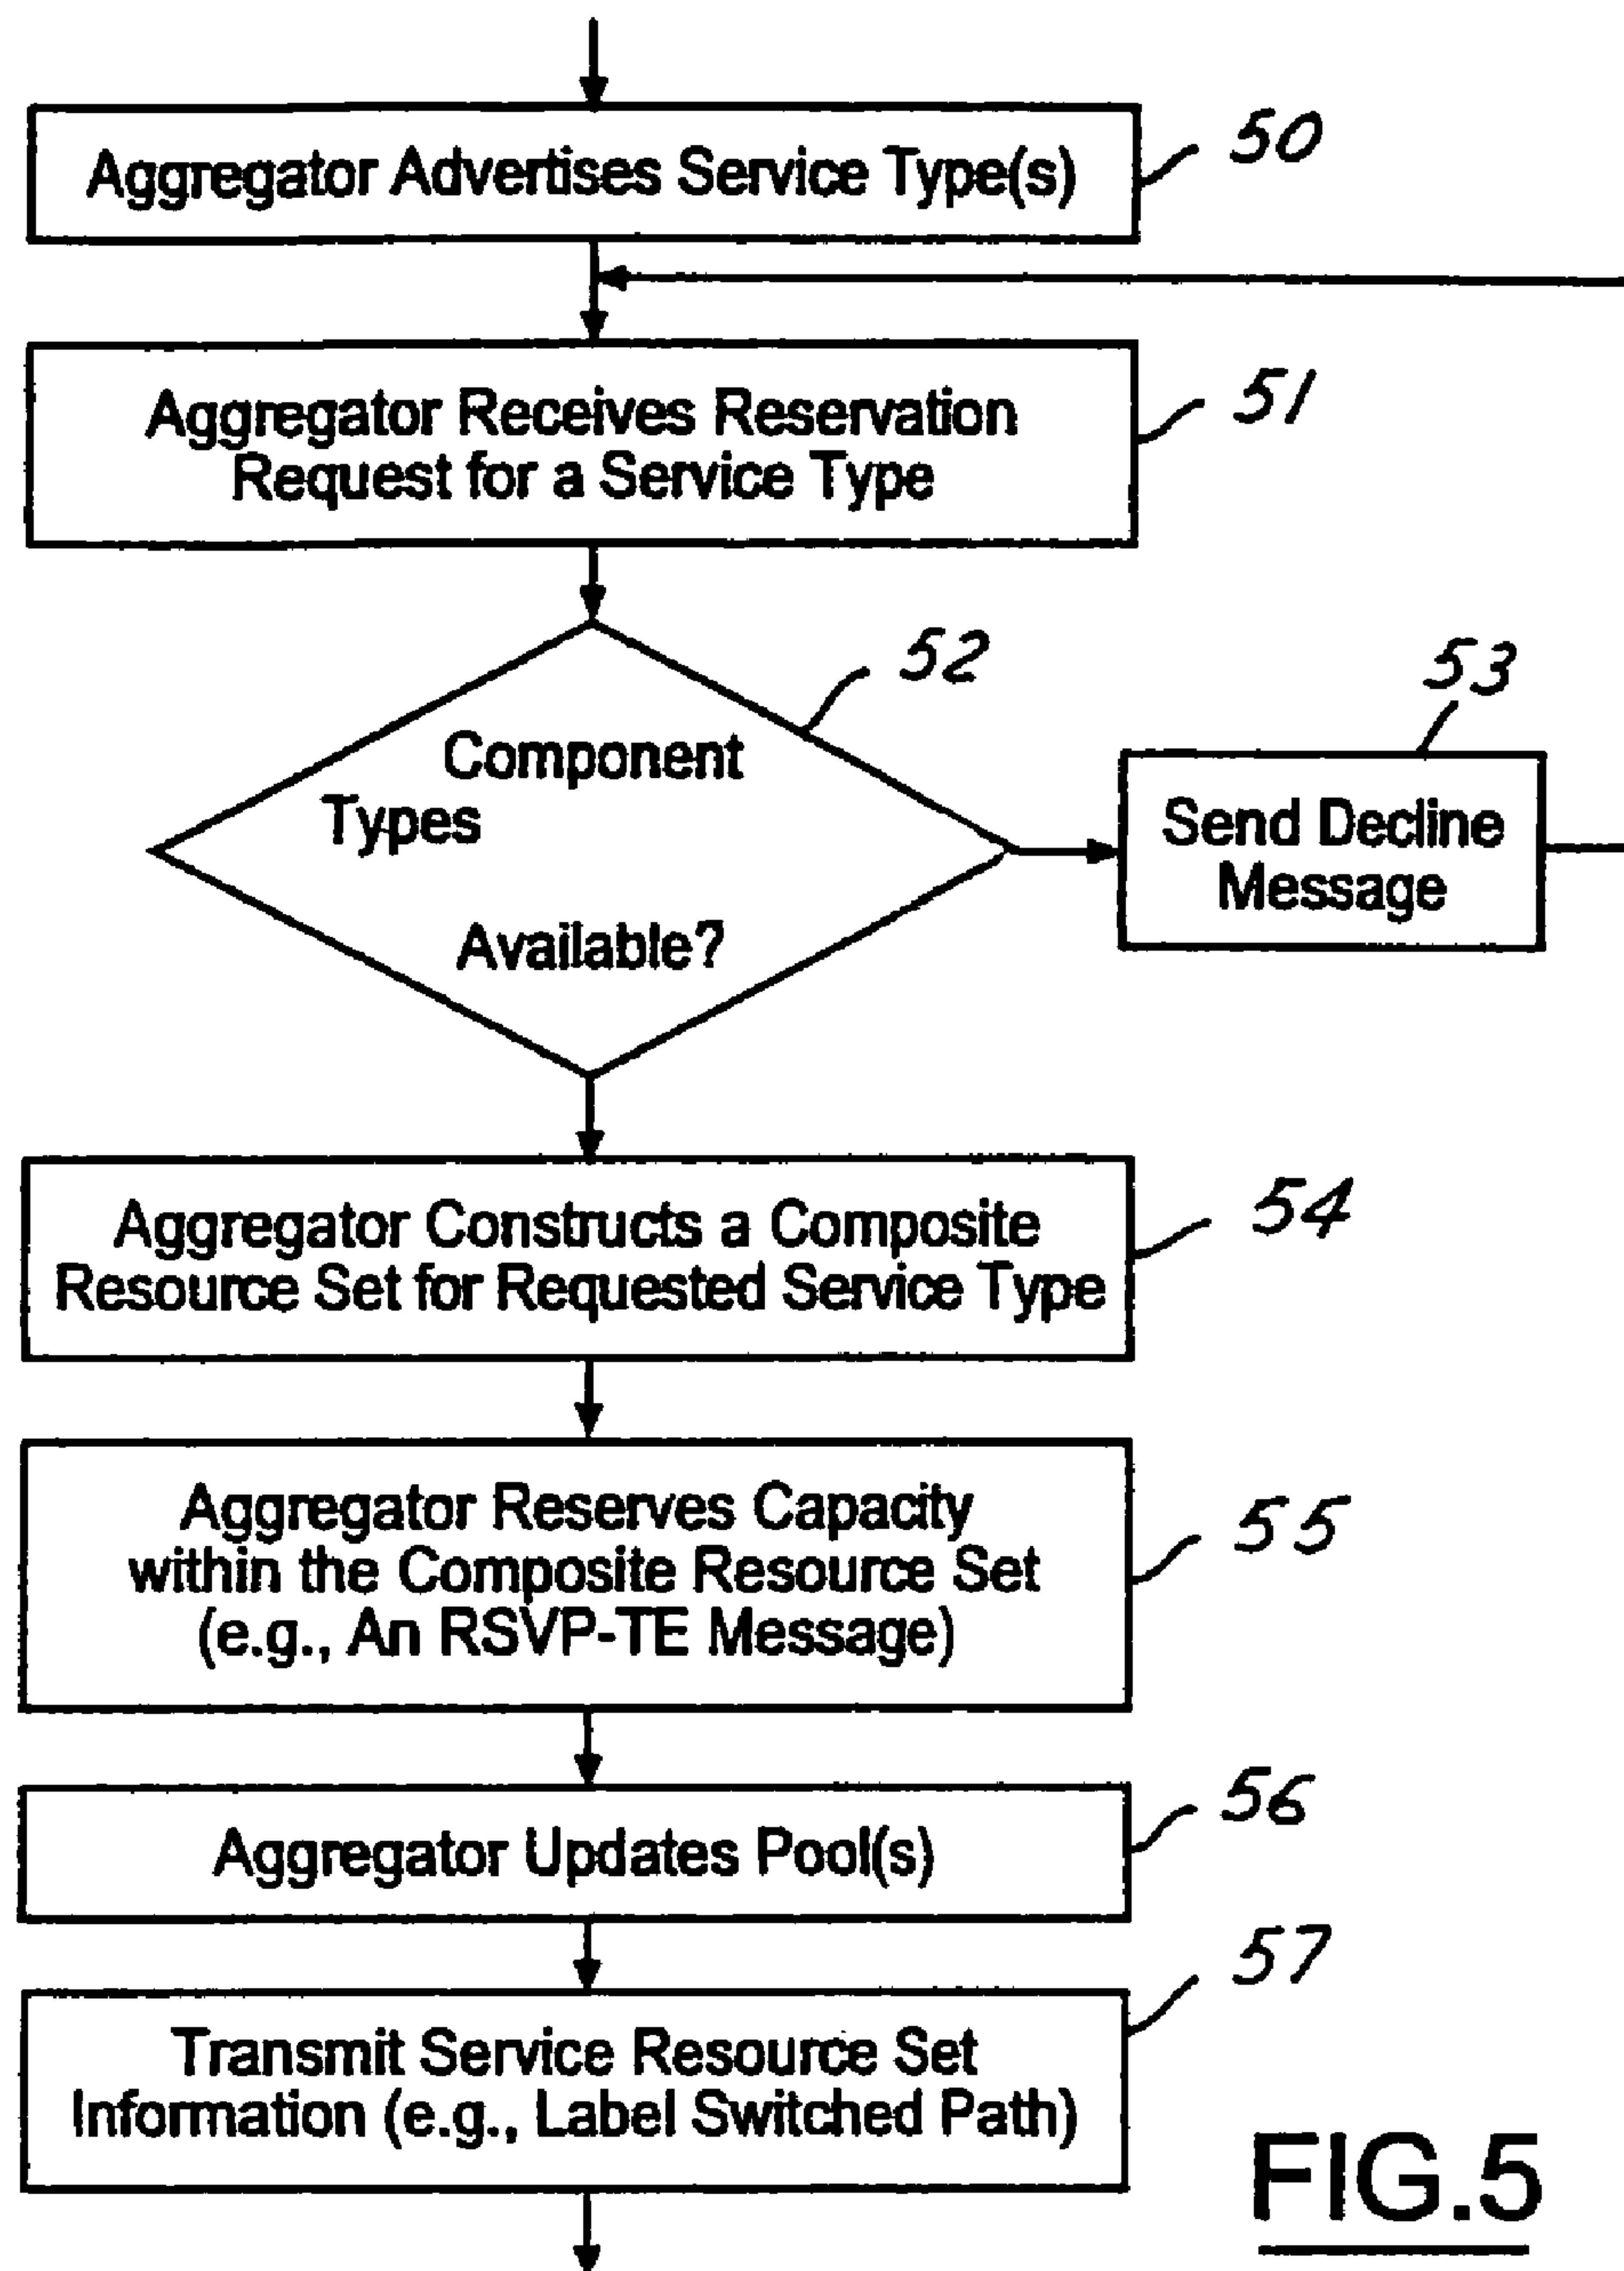 Aggregator Advertises Service Type(s)
50
Aggregator Receives Reservation
Request for a Service Type
51
Component
Types
Available?
52
53
Send Decline
Message
Aggregator Constructs a Composite
Resource Set for Requested Service Type
54
Aggregator Reserves Capacity
within the Composite Resource Set
(e.g., An RSVP-TE Message)
55
Aggregator Updates Pool(s)
56
Transmit Service Resource Set
Information (e.g., Label Switched Path)
57
FIG.5